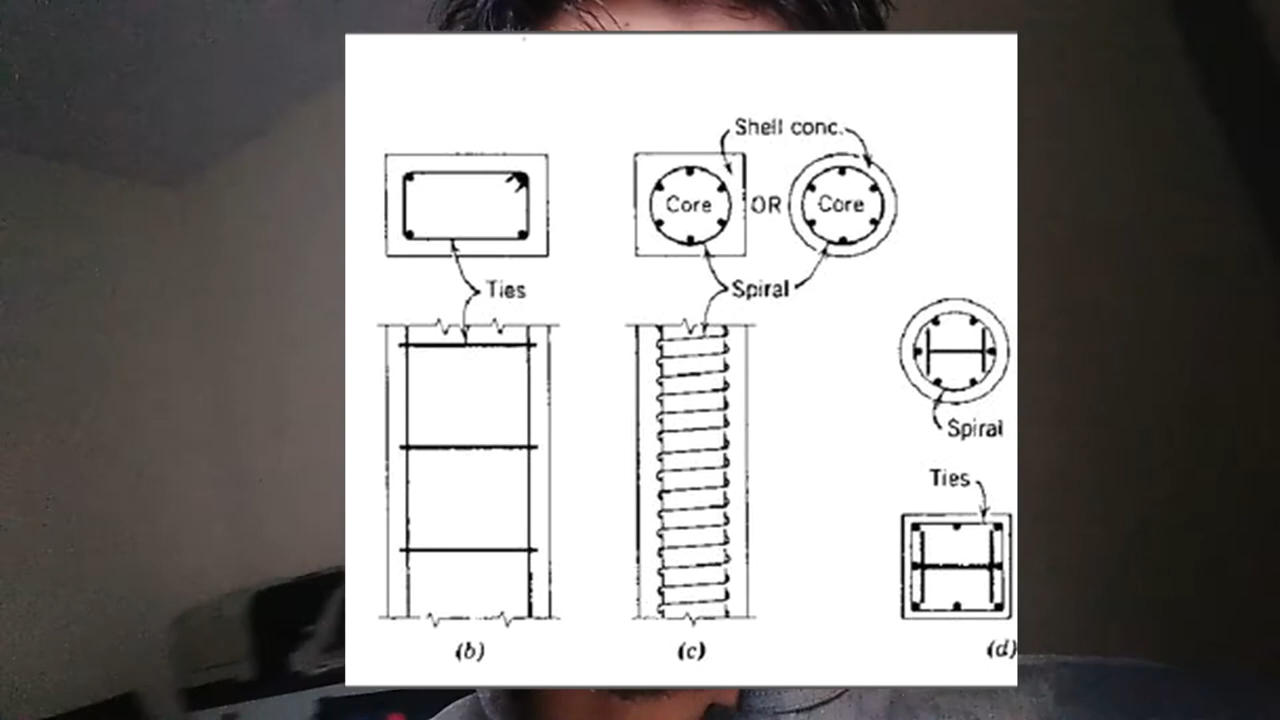 Shell conc.
Core
OR
Core
Ties
Spiral
Spiral
Ties
(b)
(c)
(d)